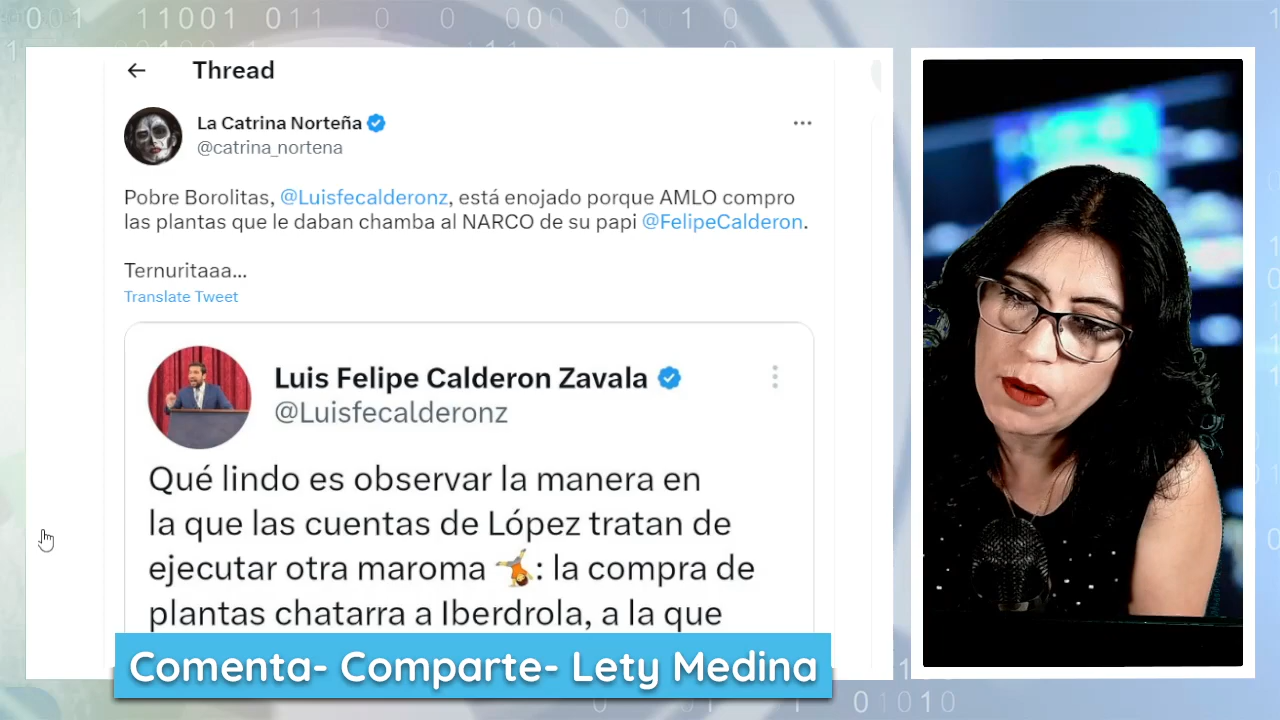 Thread
La Catrina Norteña
@catrina_nortena
Pobre Borolitas, @Luisfecalderonz, está enojado porque AMLO compro
las plantas que le daban chamba al NARCO de su papi @FelipeCalderon.
Ternuritaaa...
Translate Tweet
Luis Felipe Calderon Zavala
@Luisfecalderonz
Qué lindo es observar la manera en
la que las cuentas de López tratan de
ejecutar otra maroma 🤸: la compra de
plantas chatarra a Iberdrola, a la que
Comenta- Comparte- Lety Medina